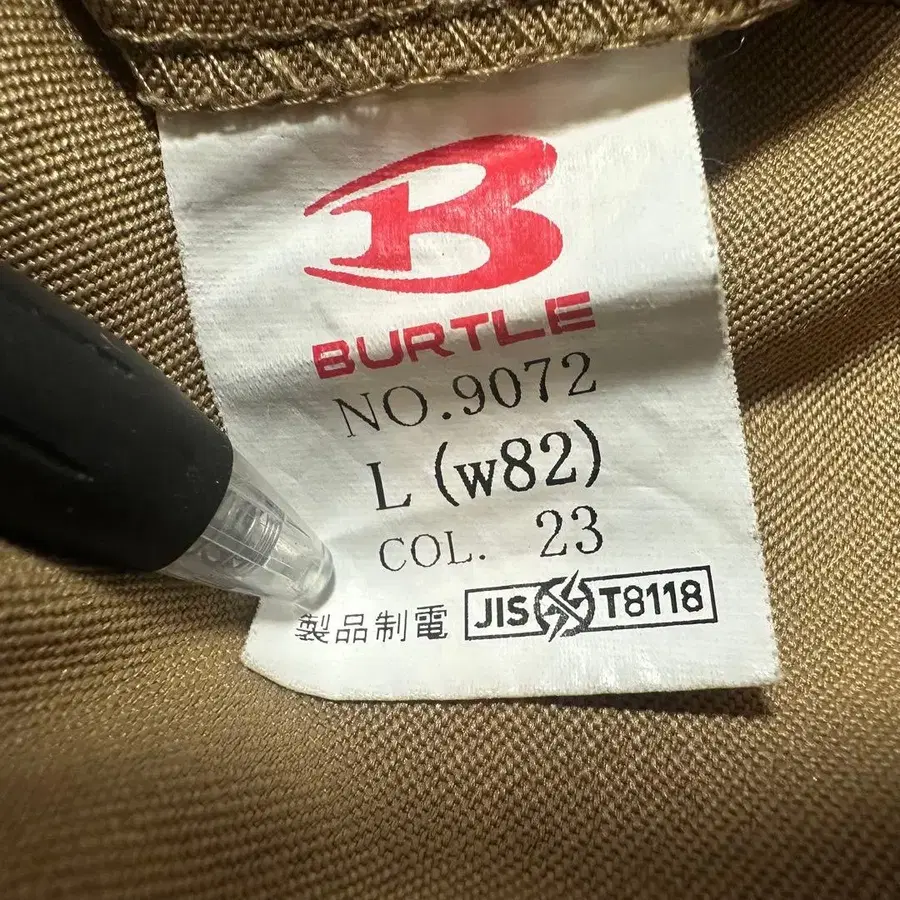 B
BURTLE
NO.9072
L (w82)
COL. 23
製品制電 JIS T8118